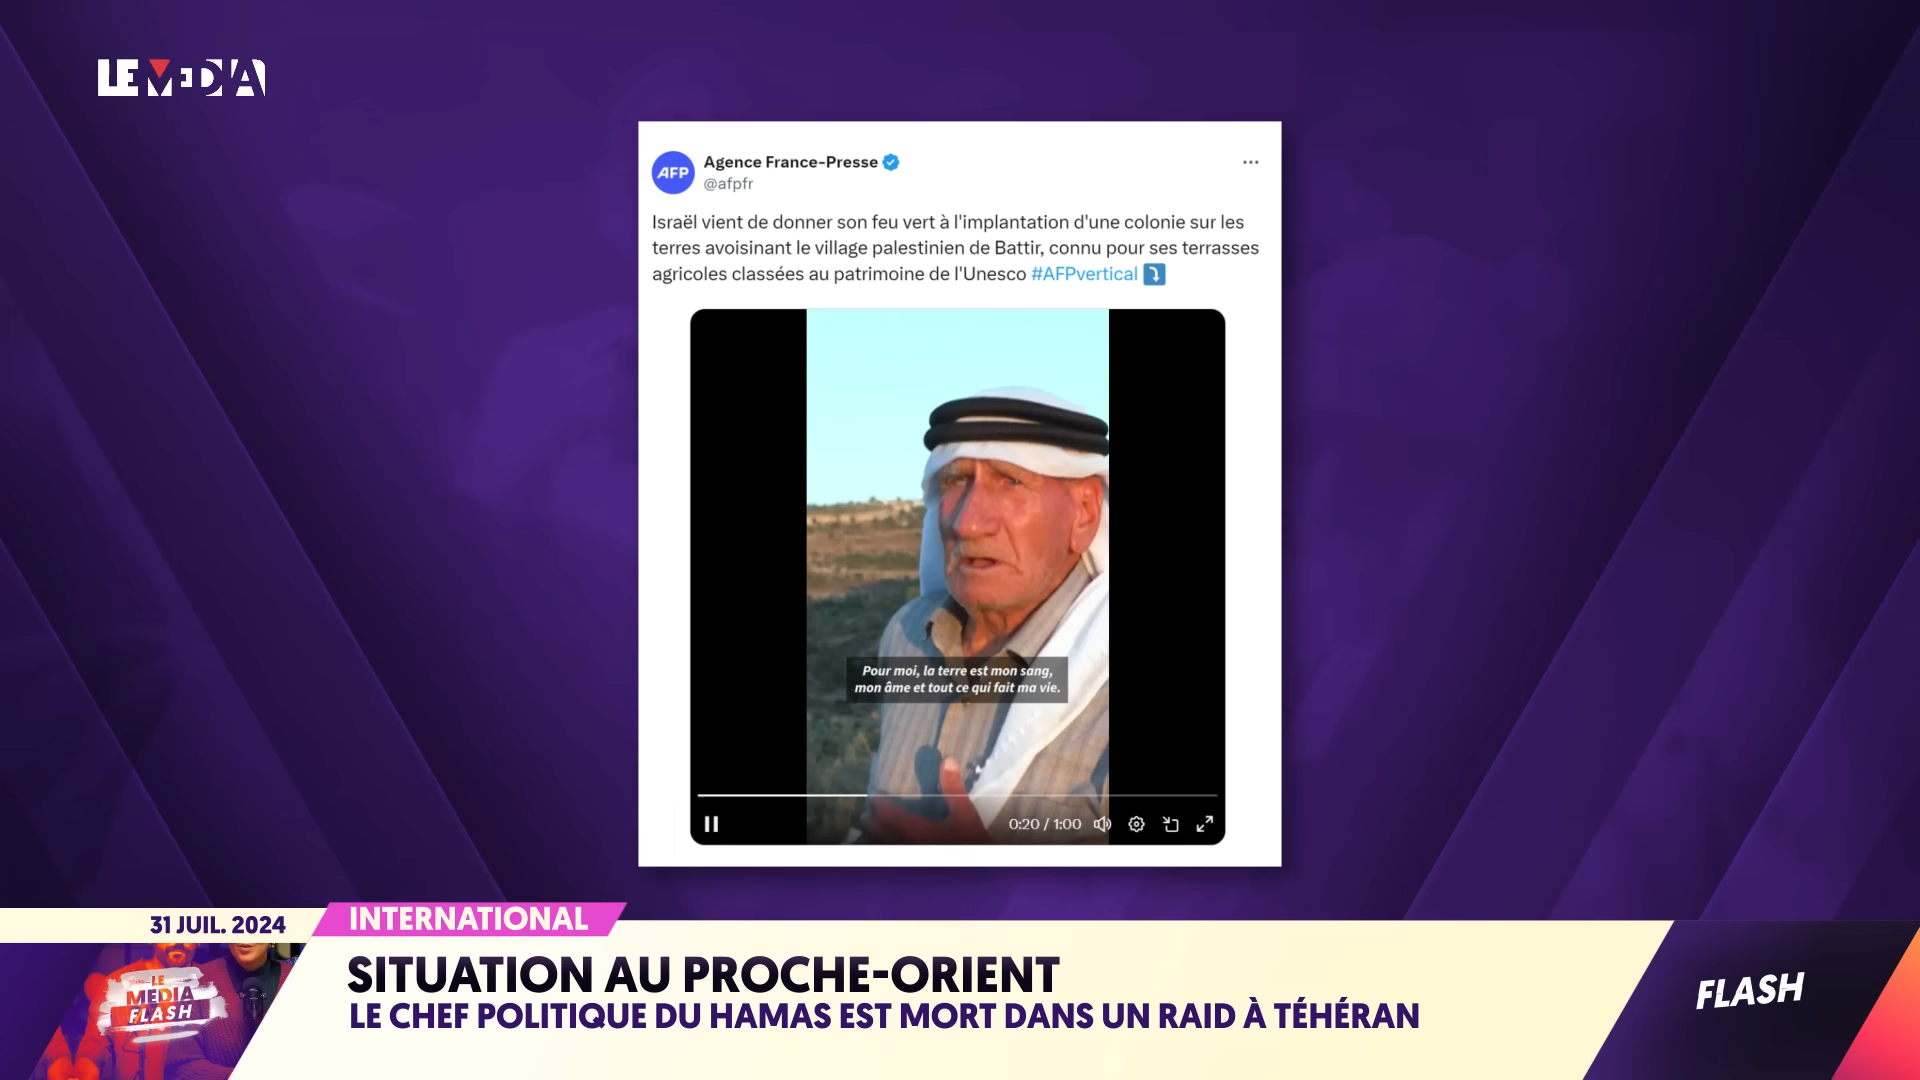 LE MEDIA
AFP
Agence France-Presse
@afpfr
Israël vient de donner son feu vert à l'implantation d'une colonie sur les
terres avoisinant le village palestinien de Battir, connu pour ses terrasses
agricoles classées au patrimoine de l'Unesco #AFPvertical
Pour moi, la terre est mon sang,
mon âme et tout ce qui fait ma vie.
0:20 / 1:00
31 JUIL. 2024
INTERNATIONAL
SITUATION AU PROCHE-ORIENT
LE CHEF POLITIQUE DU HAMAS EST MORT DANS UN RAID À TÉHÉRAN
LE
MEDIA
FLASH
FLASH